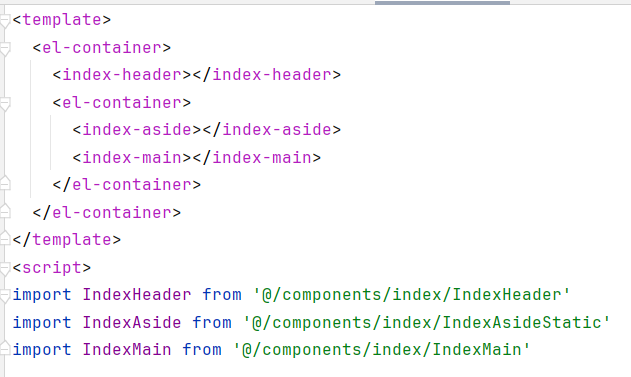 <template>
<el-container>
<index-header></index-header>
<el-container>
<index-aside></index-aside>
<index-main></index-main>
</el-container>
</el-container>
</template>
<script>
import IndexHeader from '@/components/index/IndexHeader'
import IndexAside from '@/components/index/IndexAsideStatic'
import IndexMain from '@/components/index/IndexMain'